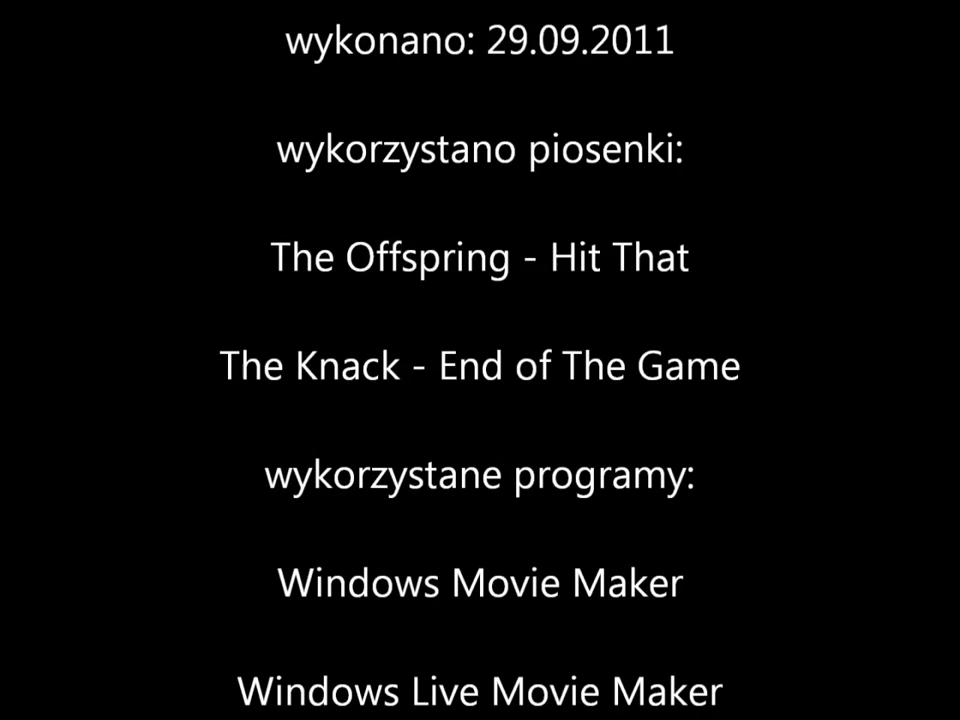 wykonano: 29.09.2011
wykorzystano piosenki:
The Offspring - Hit That
The Knack - End of The Game
wykorzystane programy:
Windows Movie Maker
Windows Live Movie Maker